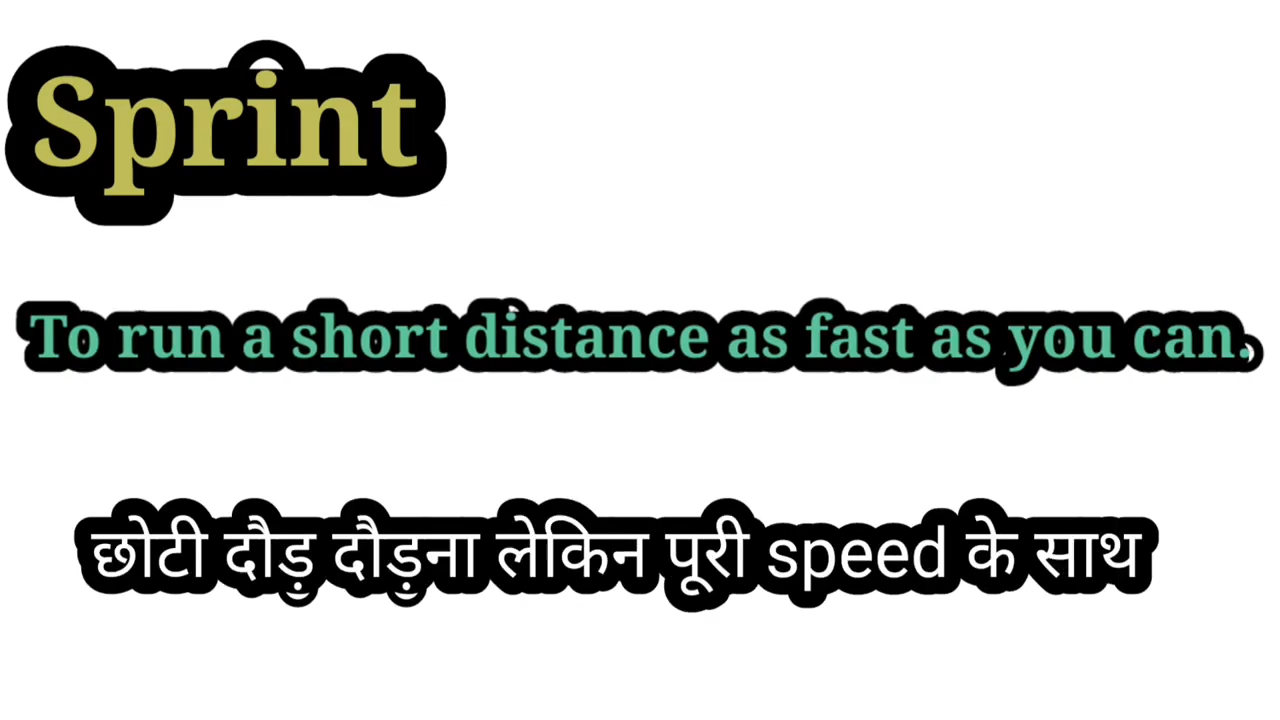 Sprint
To run a short distance as fast as you can.
छोटी दौड़ दौड़ना लेकिन पूरी speed के साथ